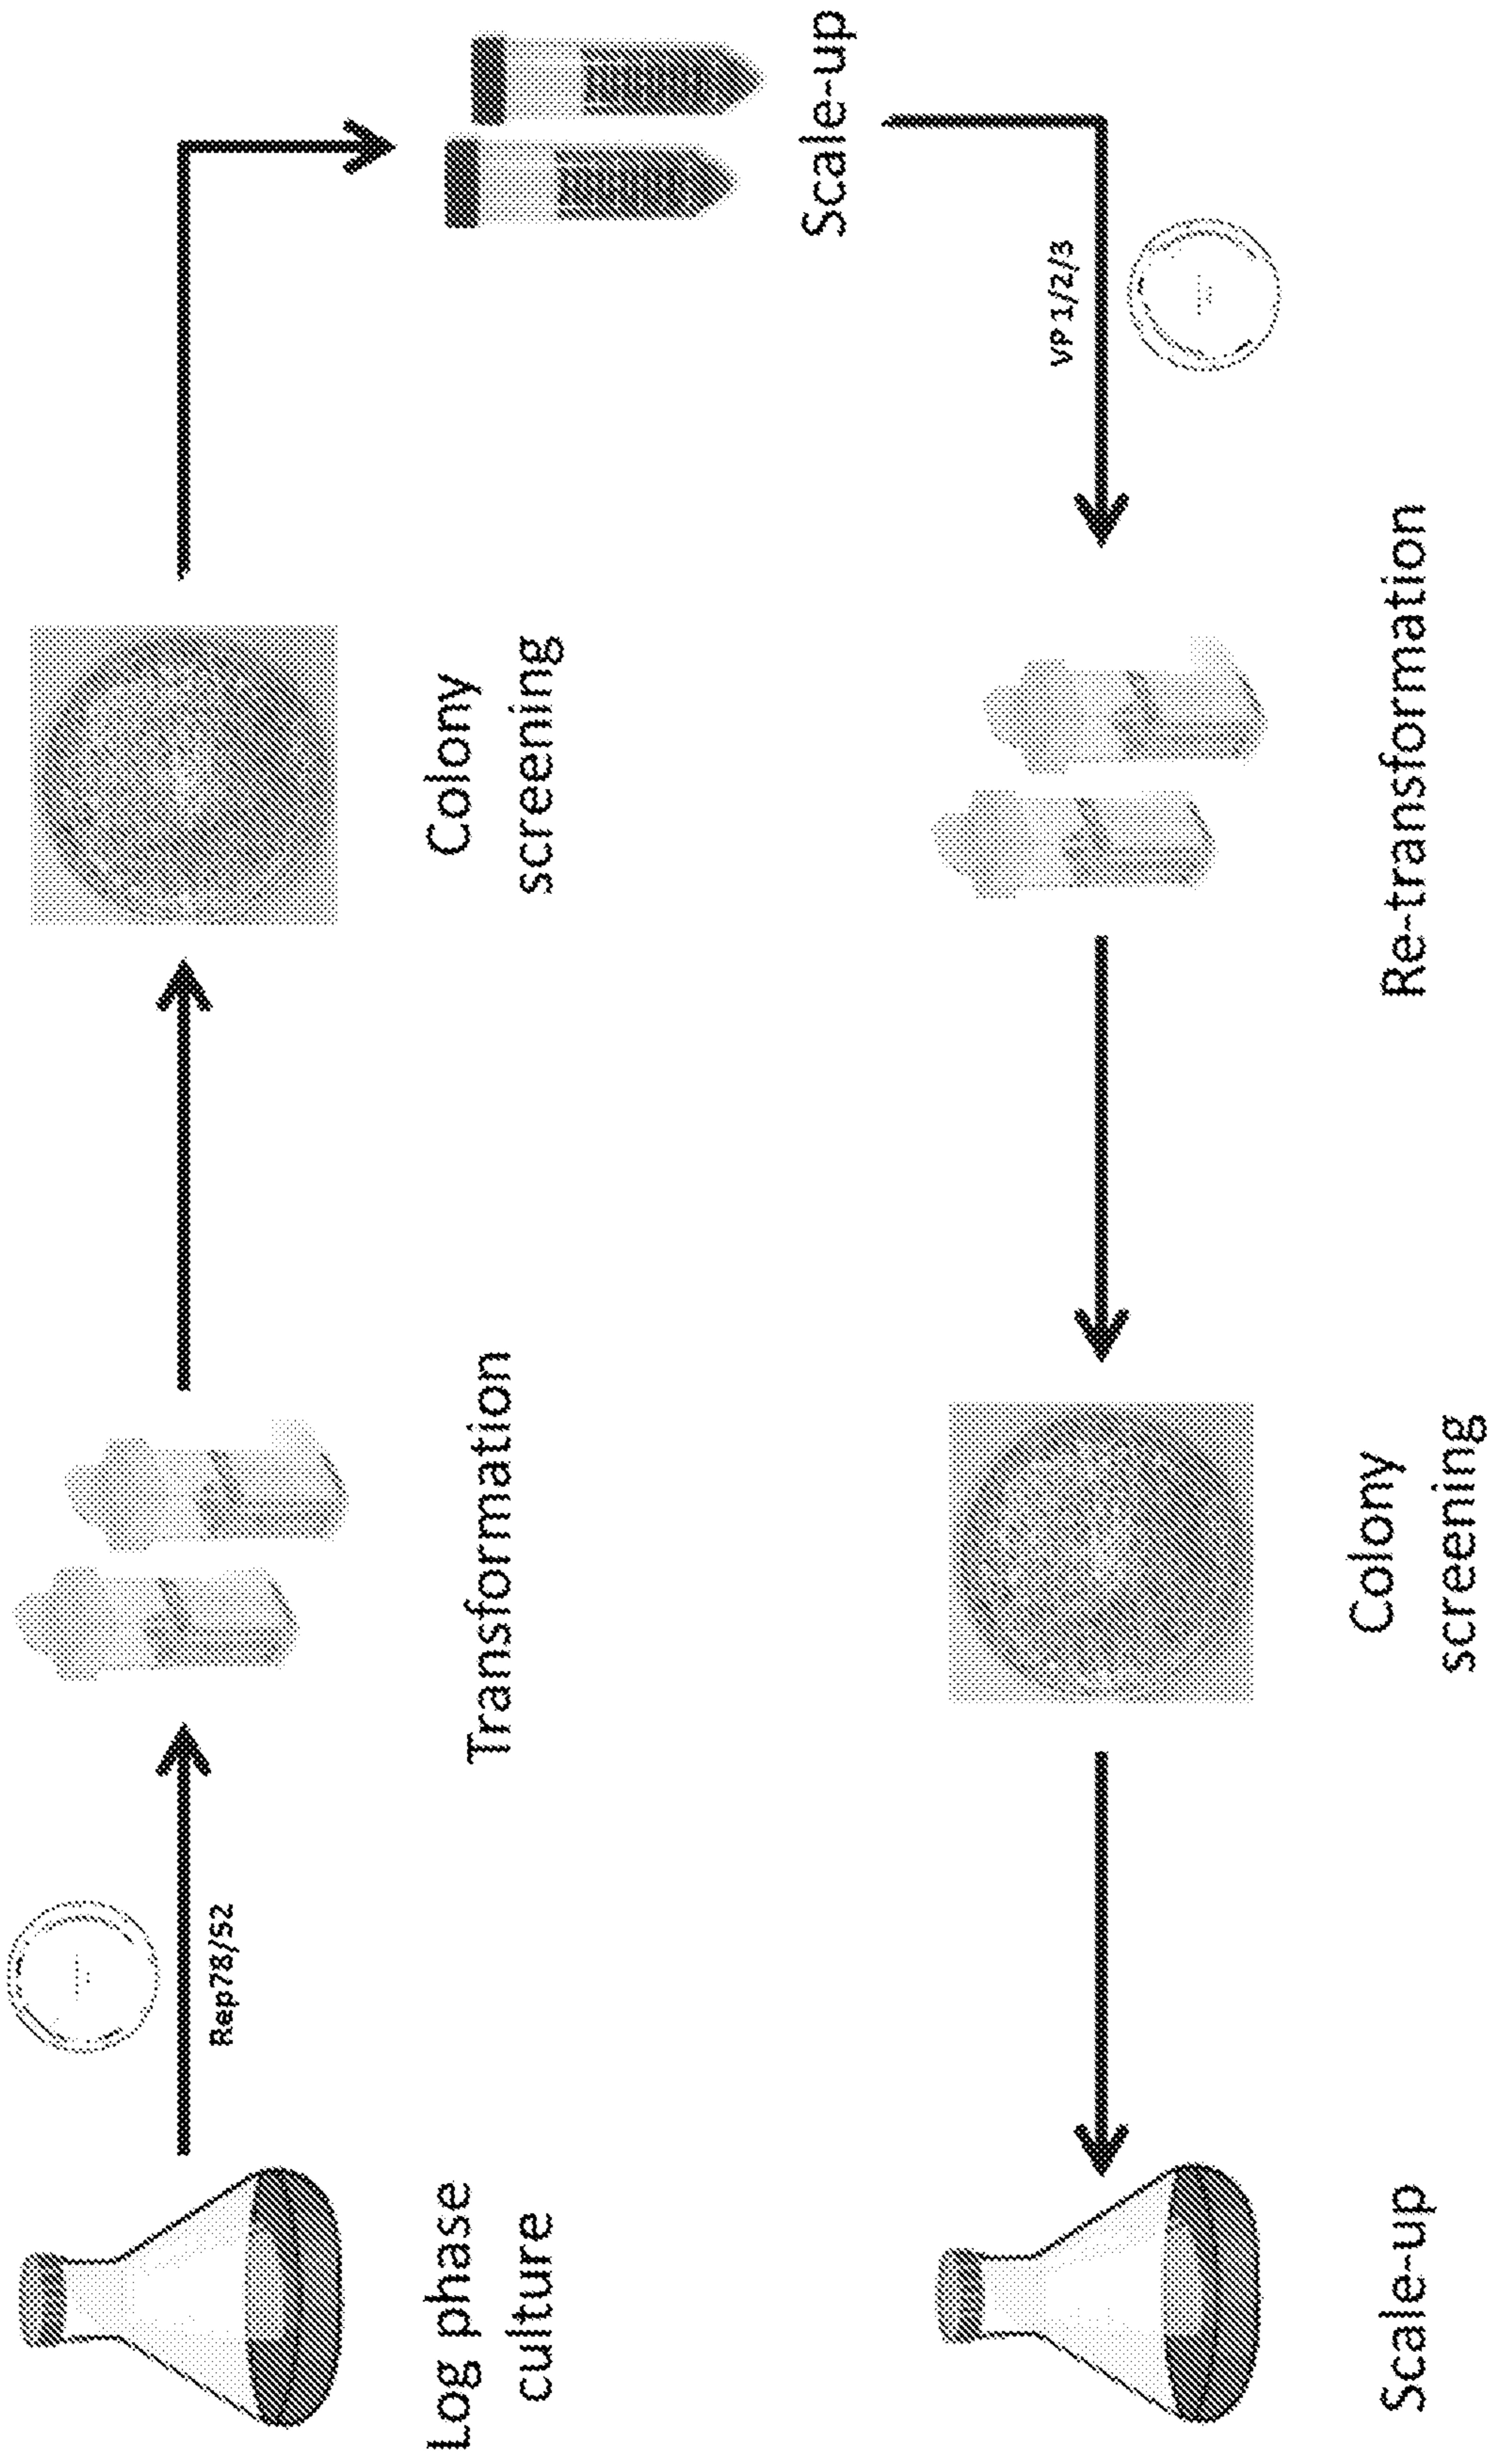 Log phase
culture
Rep78/52
Transformation
Colony
screening
Scale-up
VP 1/2/3
Re-transformation
Colony
screening
Scale-up